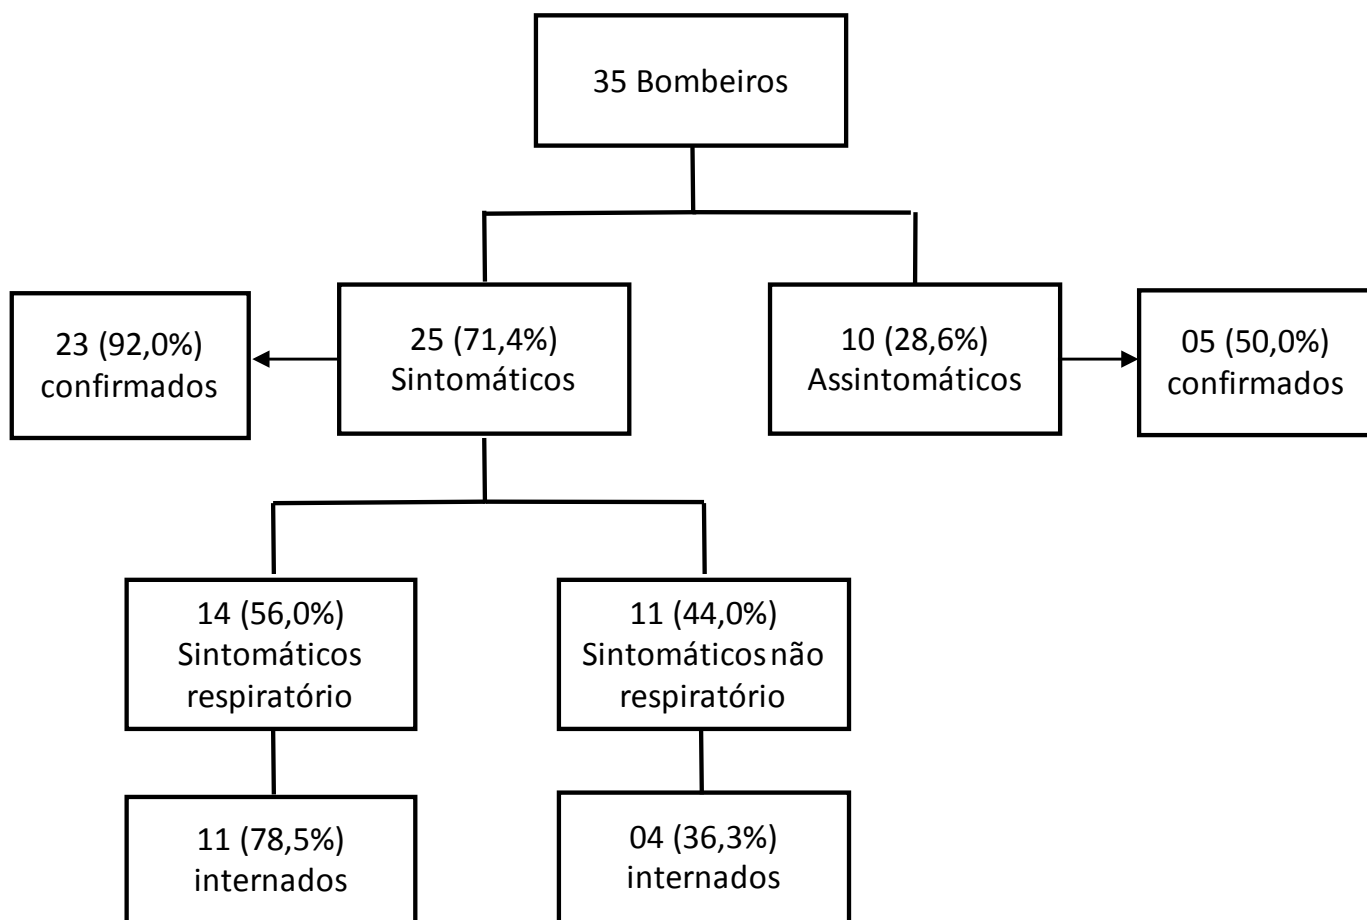 35 Bombeiros
23 (92,0%)
confirmados
25 (71,4%)
Sintomáticos
10 (28,6%)
Assintomáticos
05 (50,0%)
confirmados
14 (56,0%)
Sintomáticos
respiratório
11 (44,0%)
Sintomáticos não
respiratório
11 (78,5%)
internados
04 (36,3%)
internados